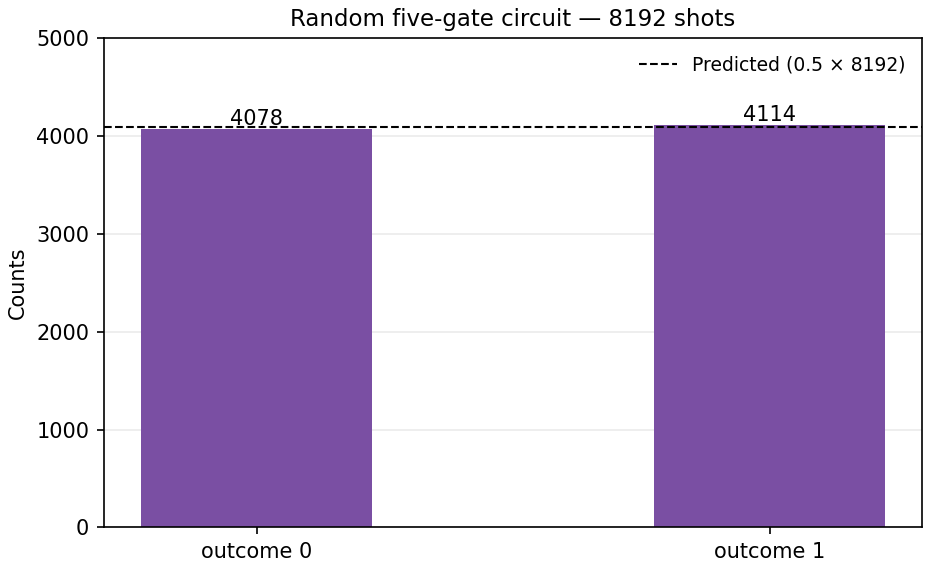 Random five-gate circuit — 8192 shots
Predicted (0.5 × 8192)
Counts
5000
4000
3000
2000
1000
0
4078
4114
outcome 0
outcome 1